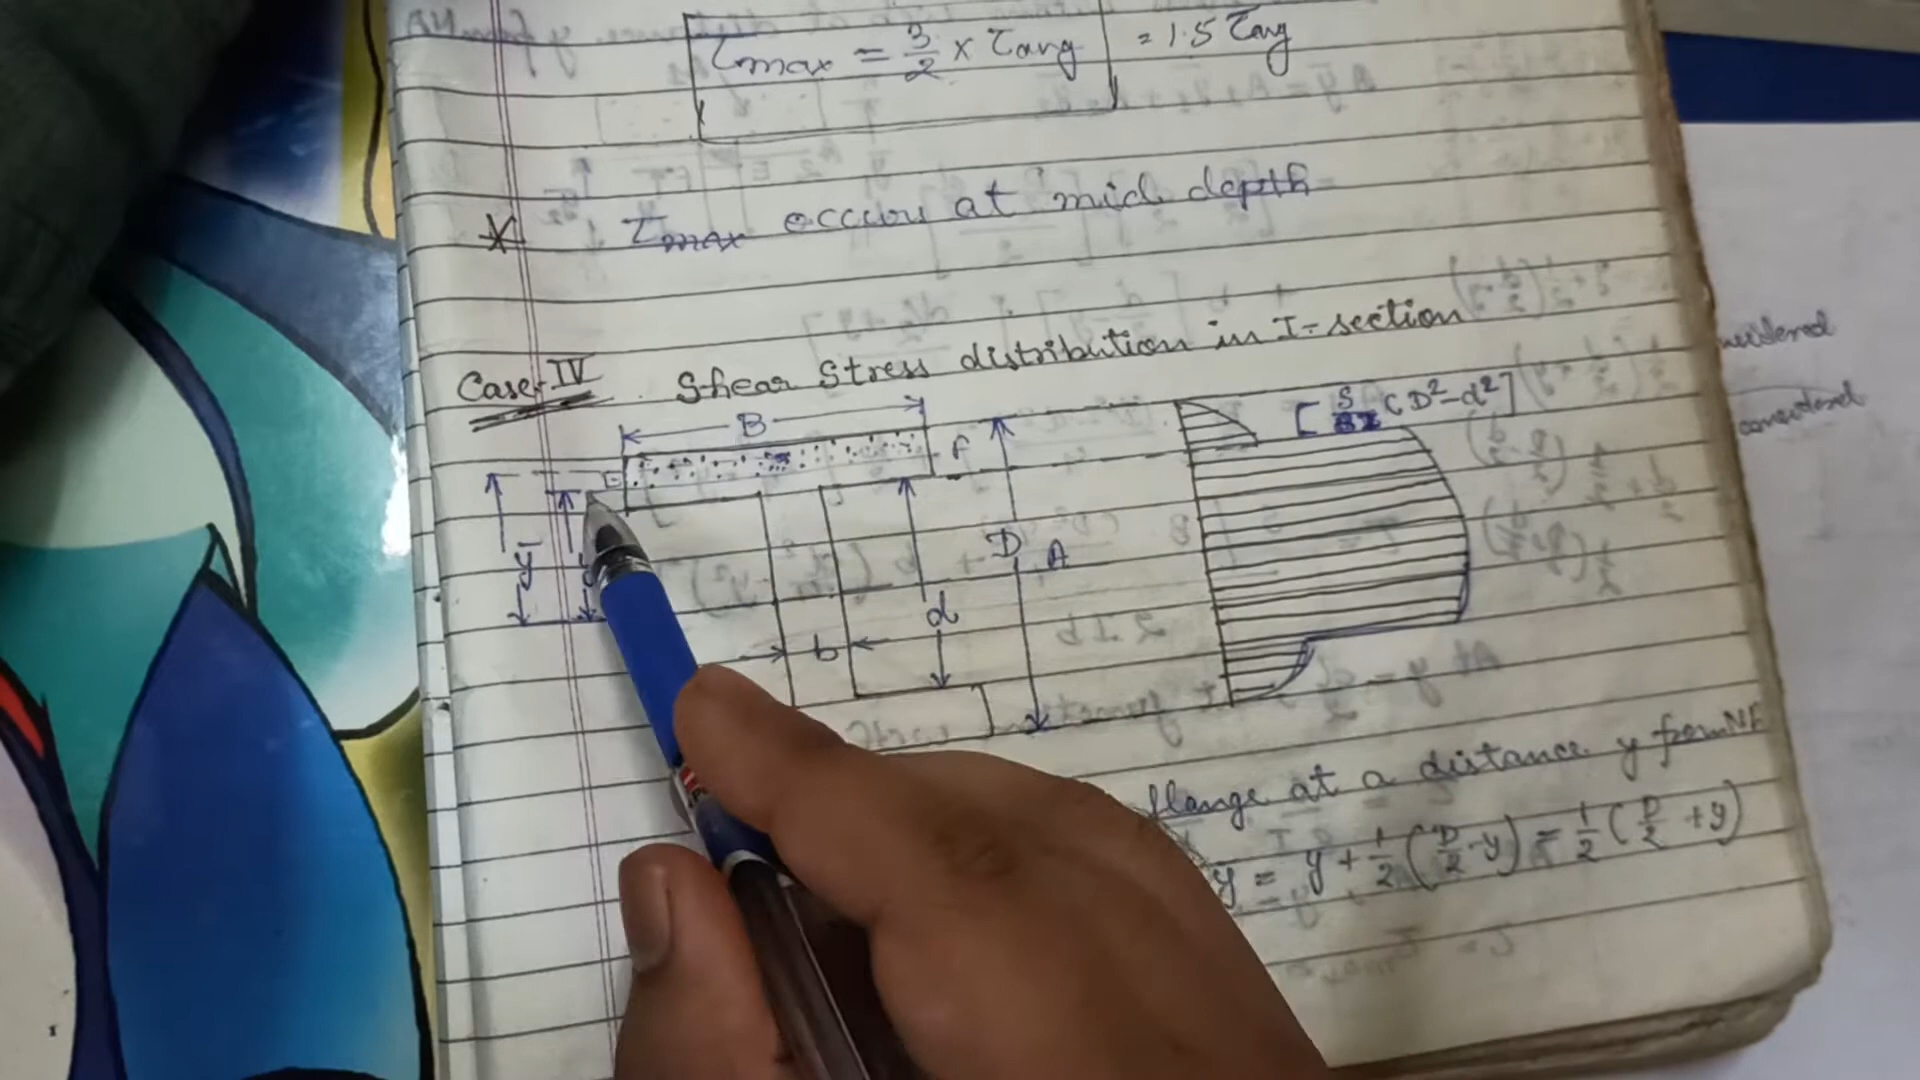 τmax = 3/2 × τavg = 1.5 τavg
* τmax occurs at mid depth
Case-IV Shear Stress distribution in I-section
B
F
[S/8I (D² - d²]
ȳ
y
D
A
d
b
flange at a distance y from NF
ȳ = y + 1/2 (D/2 - y) = 1/2 (D/2 + y)